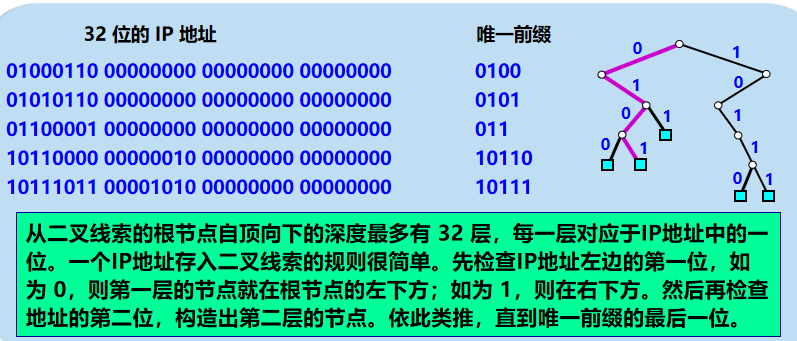 32 位的 IP 地址 唯一前缀
01000110 00000000 00000000 00000000 0100
01010110 00000000 00000000 00000000 0101
01100001 00000000 00000000 00000000 011
10110000 00000010 00000000 00000000 10110
10111011 00001010 00000000 00000000 10111
0 1
1 0
0 1 1
0 1 1
0 1
从二叉线索的根节点自顶向下的深度最多有 32 层，每一层对应于IP地址中的一
位。一个IP地址存入二叉线索的规则很简单。先检查IP地址左边的第一位，如
为 0，则第一层的节点就在根节点的左下方；如为 1，则在右下方。然后再检查
地址的第二位，构造出第二层的节点。依此类推，直到唯一前缀的最后一位。